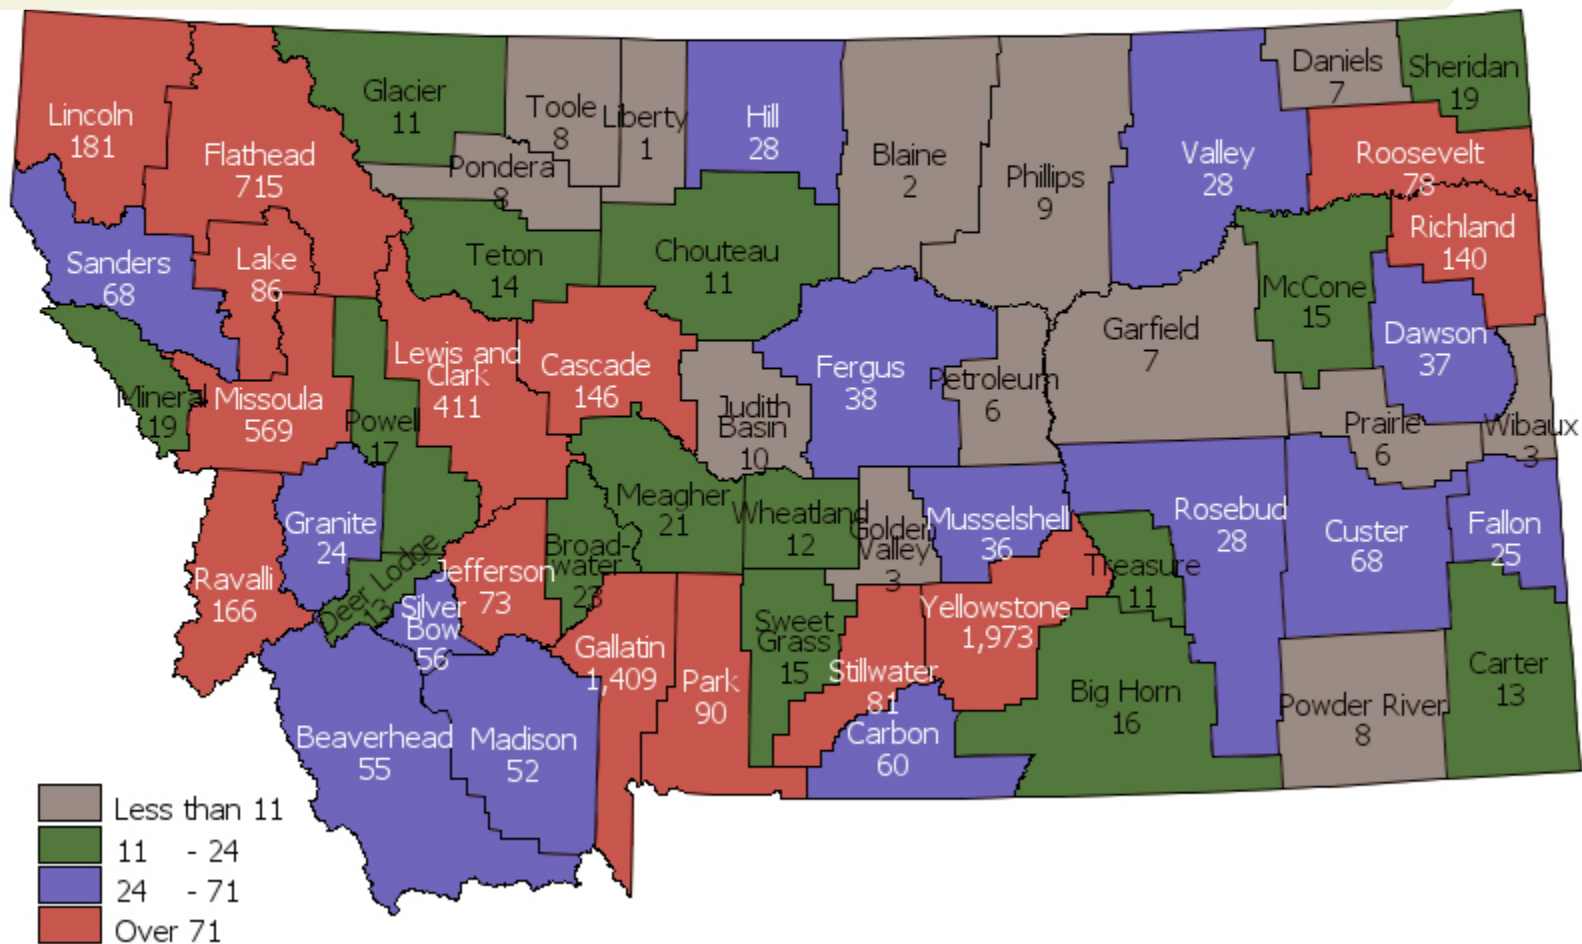 Lincoln
181
Flathead
715
Glacier
11
Toole
8
Liberty
1
Hill
28
Blaine
2
Phillips
9
Valley
28
Daniels
7
Sheridan
19
Roosevelt
78
Richland
140
Pondera
8
Sanders
68
Lake
86
Teton
14
Chouteau
11
McCone
15
Dawson
37
Garfield
7
Mineral
19
Missoula
569
Powell
17
Lewis and
Clark
411
Cascade
146
Judith
Basin
10
Fergus
38
Petroleum
6
Prairie
6
Wibaux
3
Ravalli
166
Granite
24
Deer Lodge
13
Silver
Bow
56
Jefferson
73
Broad-
water
23
Meagher
21
Wheatland
12
Golden
Valley
3
Musselshell
36
Treasure
11
Rosebud
28
Custer
68
Fallon
25
Beaverhead
55
Madison
52
Gallatin
1,409
Park
90
Sweet
Grass
15
Stillwater
81
Yellowstone
1,973
Carbon
60
Big Horn
16
Powder River
8
Carter
13
Less than 11
11 - 24
24 - 71
Over 71